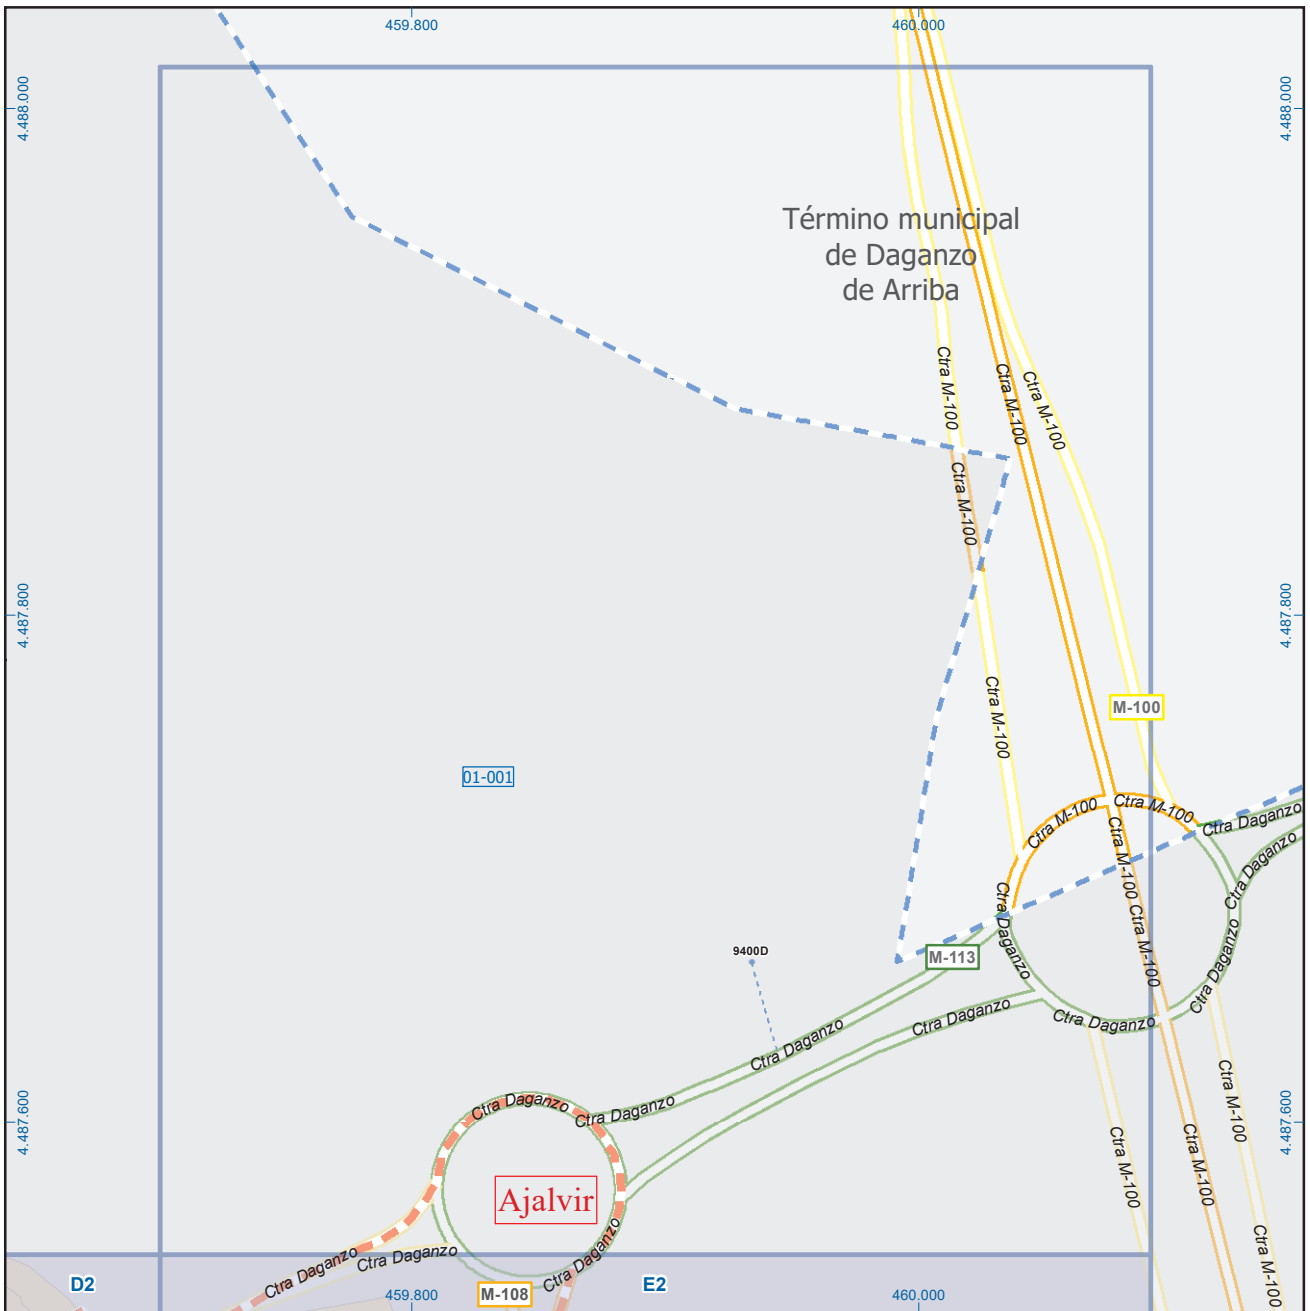 459.800
460.000
4.488.000
4.488.000
Término municipal
de Daganzo
de Arriba
Ctra M-100
Ctra M-100
Ctra M-100
Ctra M-100
4.487.800
4.487.800
Ctra M-100
M-100
01-001
Ctra M-100
Ctra M-100
Ctra Daganzo
Ctra M-100
Ctra Daganzo
Ctra Daganzo
Ctra M-100
Ctra Daganzo
9400D
M-113
Ctra Daganzo
Ctra Daganzo
Ctra Daganzo
Ctra Daganzo
Ctra Daganzo
4.487.600
4.487.600
Ctra M-100
Ctra M-100
Ctra M-100
Ctra M-100
Ajalvir
Ctra Daganzo
Ctra Daganzo
Ctra Daganzo
D2
M-108
E2
459.800
460.000